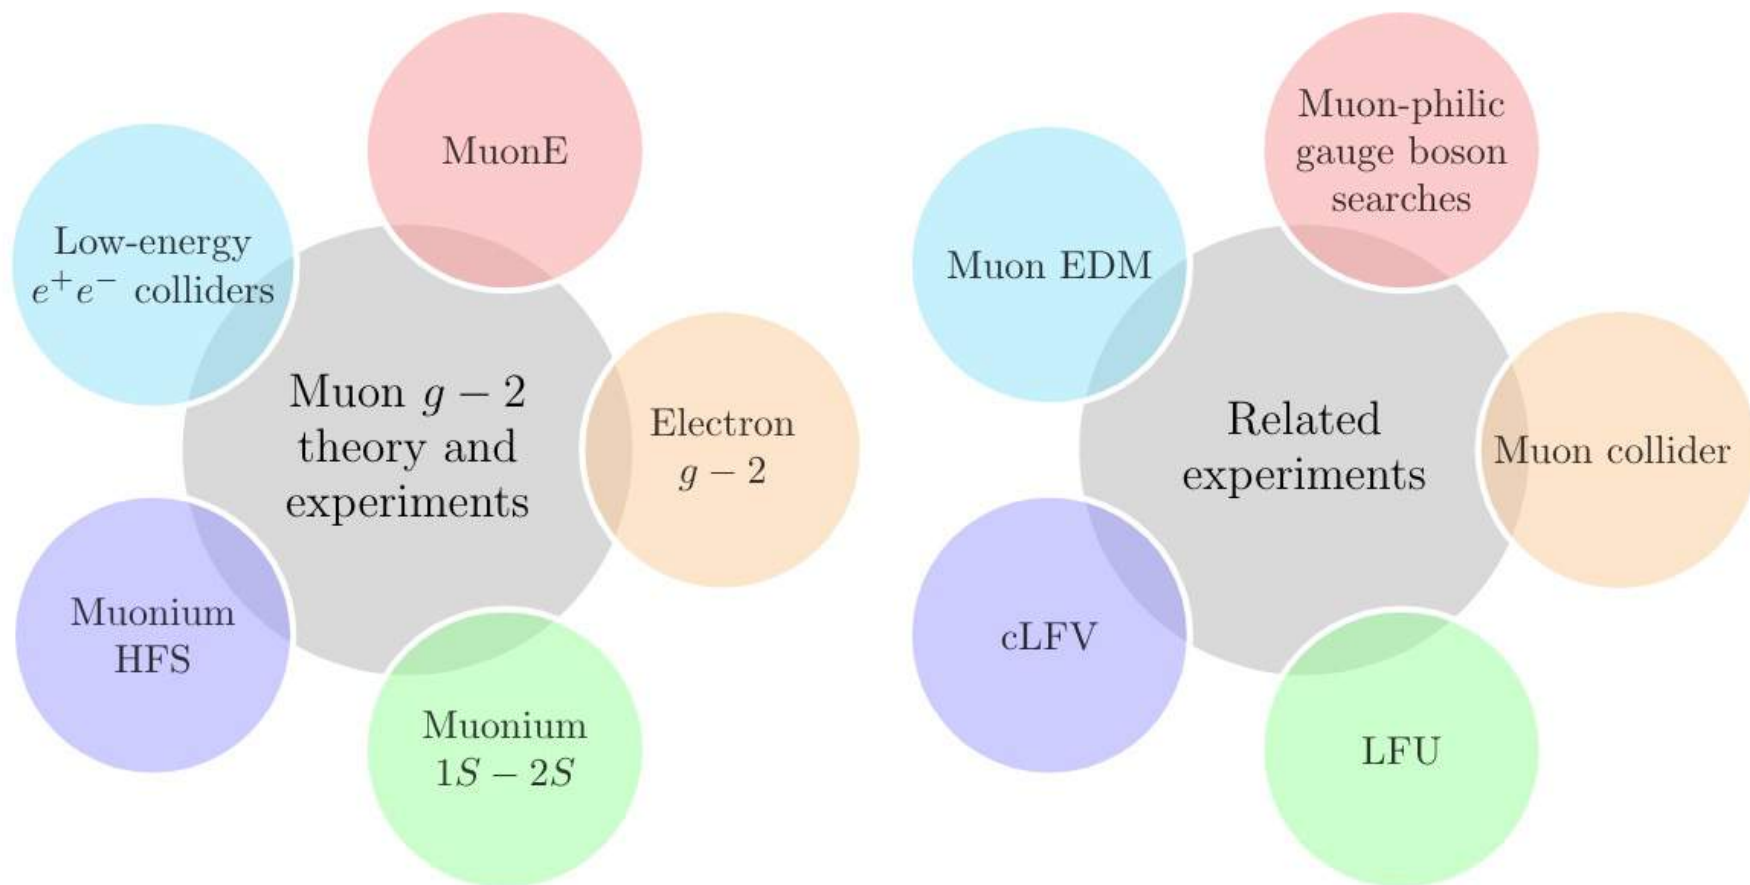 MuonE
Low-energy
e⁺e⁻ colliders
Muon g − 2
theory and
experiments
Electron
g − 2
Muonium
HFS
Muonium
1S − 2S
Muon-philic
gauge boson
searches
Muon EDM
Related
experiments
Muon collider
cLFV
LFU